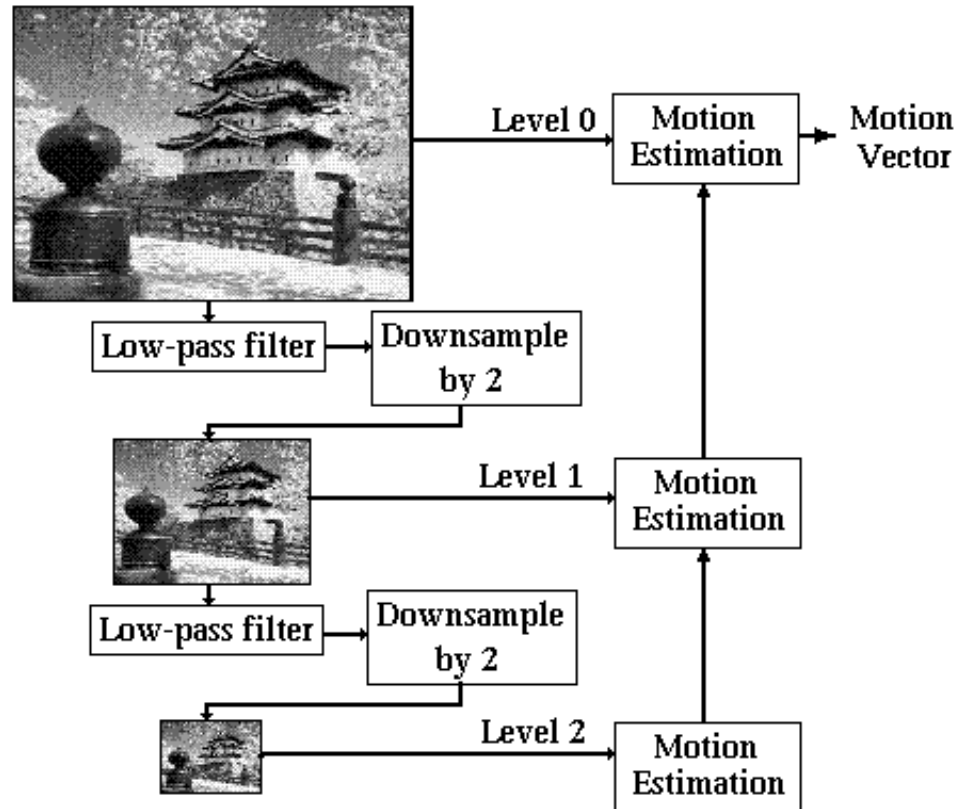 Level 0
Motion
Estimation
Motion
Vector
Low-pass filter
Downsample
by 2
Level 1
Motion
Estimation
Low-pass filter
Downsample
by 2
Level 2
Motion
Estimation